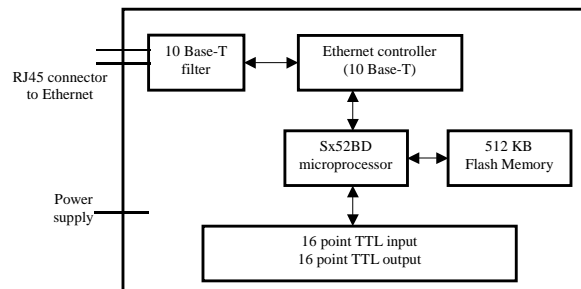 10 Base-T
filter
Ethernet controller
(10 Base-T)
RJ45 connector
to Ethernet
Sx52BD
microprocessor
512 KB
Flash Memory
Power
supply
16 point TTL input
16 point TTL output